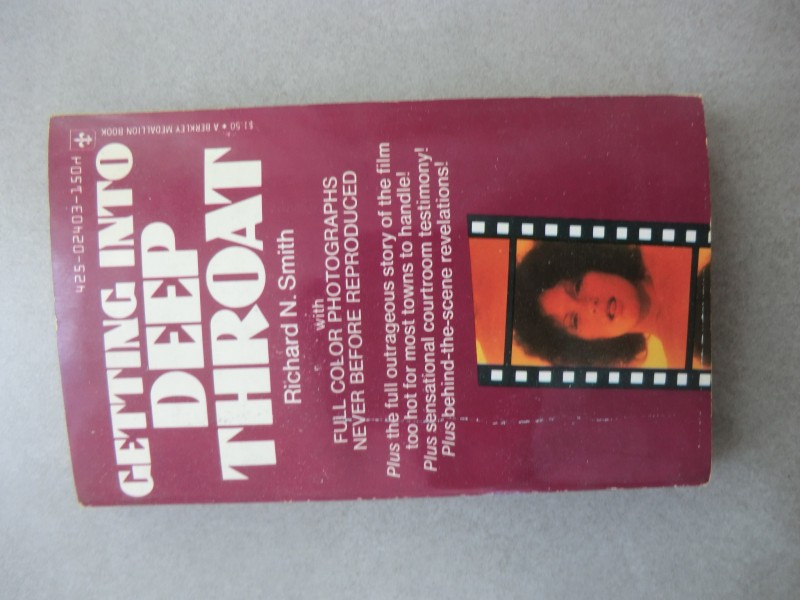 425-02403-150H
$1.50 ★ A BERKLEY MEDALLION BOOK
GETTING INTO
DEEP
THROAT
Richard N. Smith
with
FULL COLOR PHOTOGRAPHS
NEVER BEFORE REPRODUCED
Plus the full outrageous story of the film
too hot for most towns to handle!
Plus sensational courtroom testimony!
Plus behind-the-scene revelations!